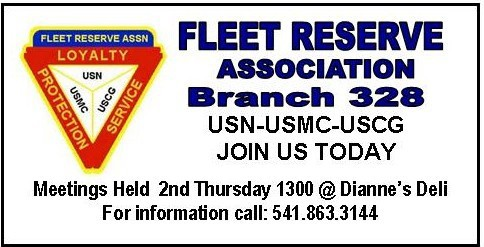 FLEET RESERVE ASSN
LOYALTY
PROTECTION
SERVICE
USN
USMC
USCG
FLEET RESERVE
ASSOCIATION
Branch 328
USN-USMC-USCG
JOIN US TODAY
Meetings Held 2nd Thursday 1300 @ Dianne's Deli
For information call: 541.863.3144